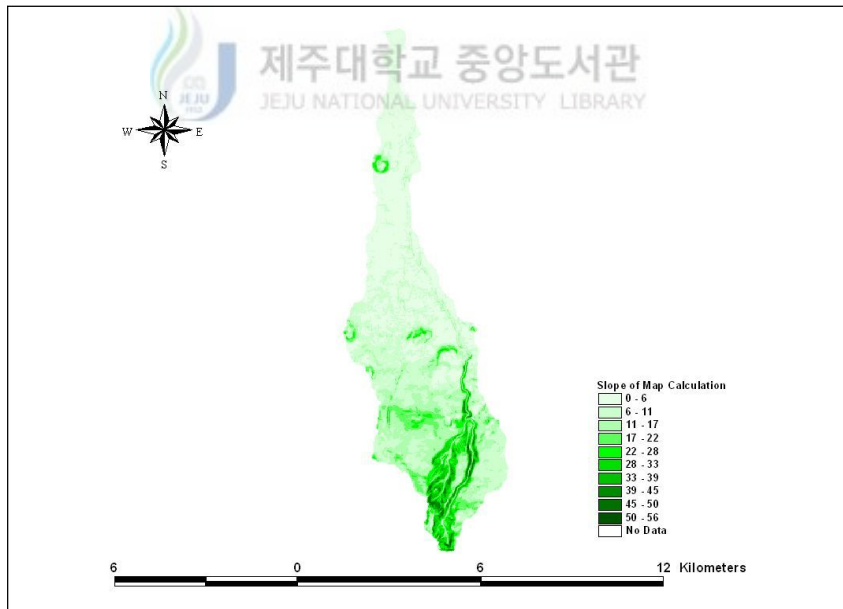 제주대학교 중앙도서관
JEJU NATIONAL UNIVERSITY LIBRARY
JEJU
1952
N
W E
S
Slope of Map Calculation
0 - 6
6 - 11
11 - 17
17 - 22
22 - 28
28 - 33
33 - 39
39 - 45
45 - 50
50 - 56
No Data
6 0 6 12 Kilometers